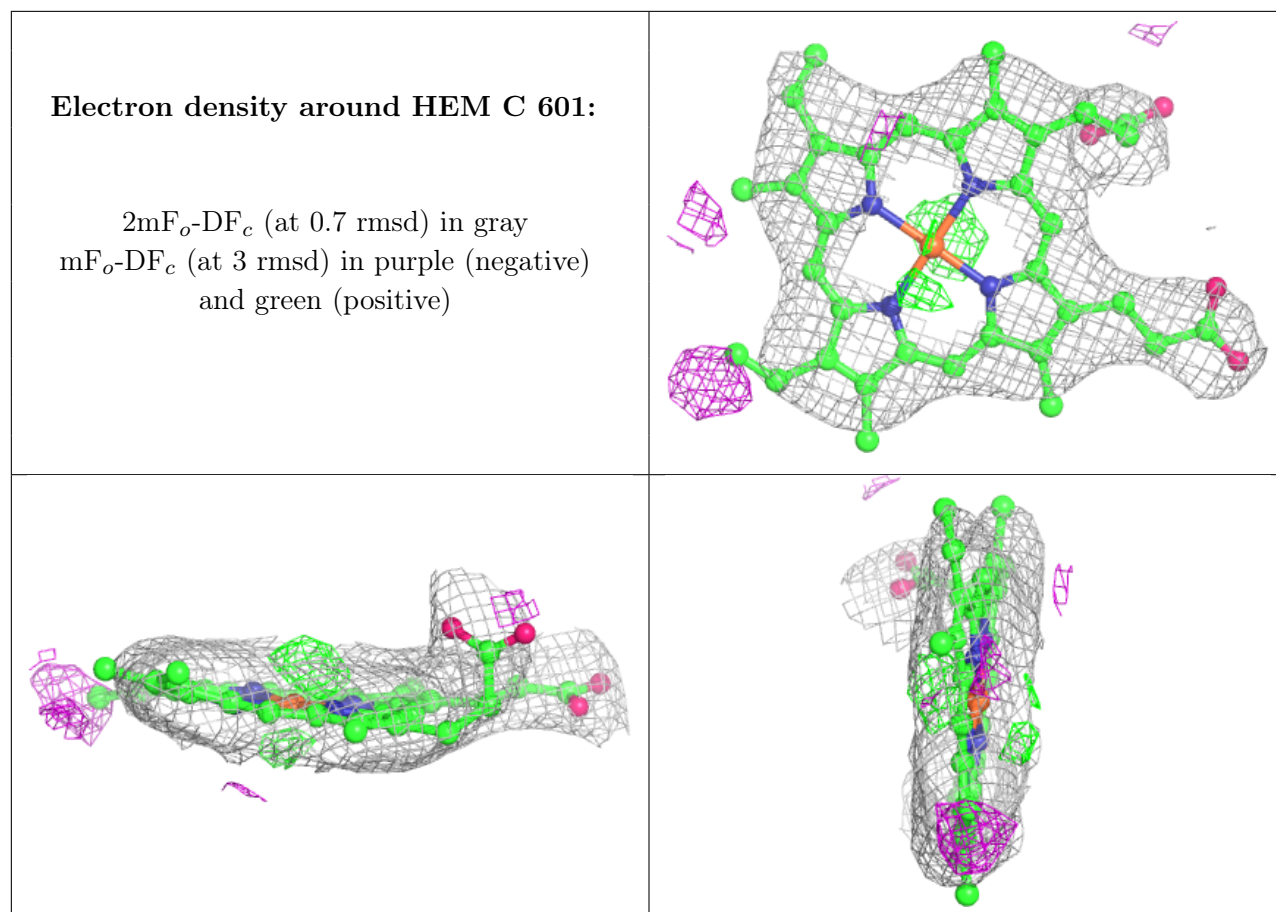 Electron density around HEM C 601:
2mFo-DFc (at 0.7 rmsd) in gray
mFo-DFc (at 3 rmsd) in purple (negative)
and green (positive)